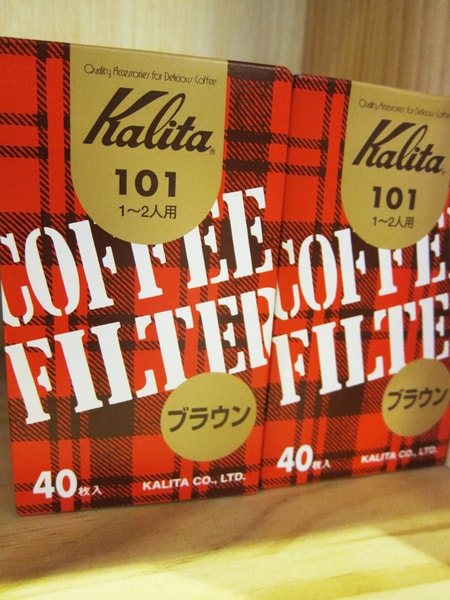 Quality Accessories for Delicious Coffee
Kalita®
101
1～2人用
COFFEE
FILTER
ブラウン
40枚入
KALITA CO., LTD.
Quality Accessories for Delicious Coffee
Kalita®
101
1～2人用
COFFEE
FILTE
ブラウン
40枚入
KALITA CO., LTD.